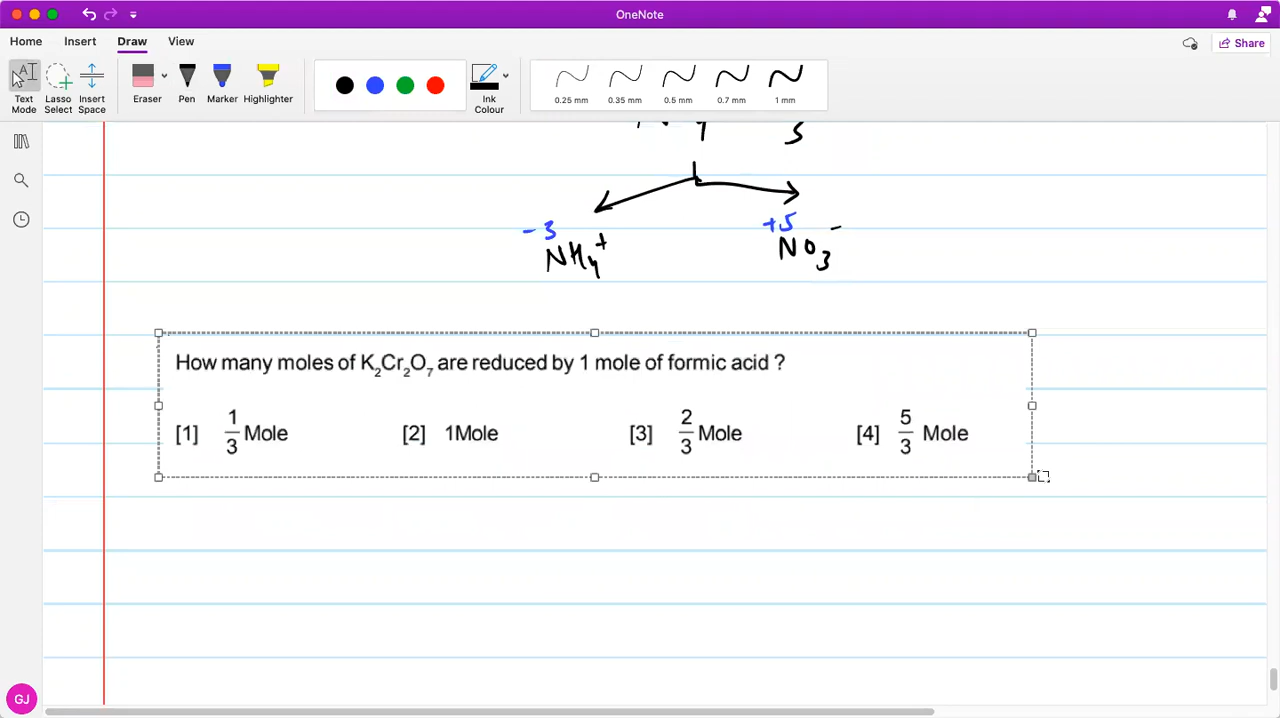 OneNote
Home Insert Draw View Share
Text Mode Lasso Select Insert Space Eraser Pen Marker Highlighter Ink Colour 0.25 mm 0.35 mm 0.5 mm 0.7 mm 1 mm
-3 +5
NH₄⁺ NO₃⁻
How many moles of K₂Cr₂O₇ are reduced by 1 mole of formic acid ?
[1] 1/3 Mole [2] 1Mole [3] 2/3 Mole [4] 5/3 Mole
GJ